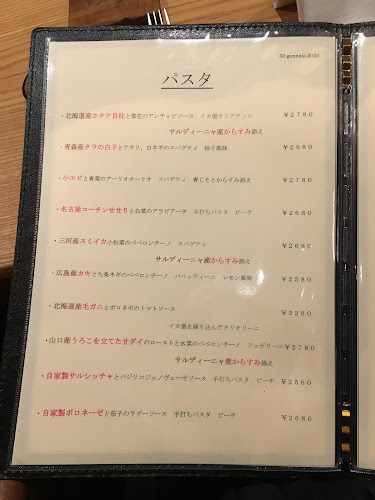 30.gennaio.2020
パスタ
・北海道産ホタテ貝柱と菜花のアンチョビソース イカ墨タリアテッレ ￥2780
サルディーニャ産からすみ添え
・青森産タラの白子とアサリ、白ネギのスパゲティ 柚子風味 ￥2980
・小エビと青菜のアーリオオーリオ スパゲティ 青じそとからすみ添え ￥2780
・名古屋コーチンせせりと白菜のアラビアータ 手打ちパスタ ピーチ ￥2680
・三河産スミイカ小松菜のペペロンチーノ スパゲティ ￥2680
サルディーニャ産からすみ添え
・広島産カキと九条ネギのペペロンチーノ パペッティーニ レモン風味 ￥2580
・北海道産毛ガニとポロネギのトマトソース ￥3280
イカ墨を練り込んだタリオリーニ
・山口産うろこを立てた甘ダイのローストと水菜のペペロンチーノ フェデリーニ ￥2780
サルディーニャ産からすみ添え
・自家製サルシッチャとバジリコジェノヴェーゼソース 手打ちパスタ ピーチ ￥2580
・自家製ボロネーゼと茄子のラグーソース 手打ちパスタ ピーチ ￥2680